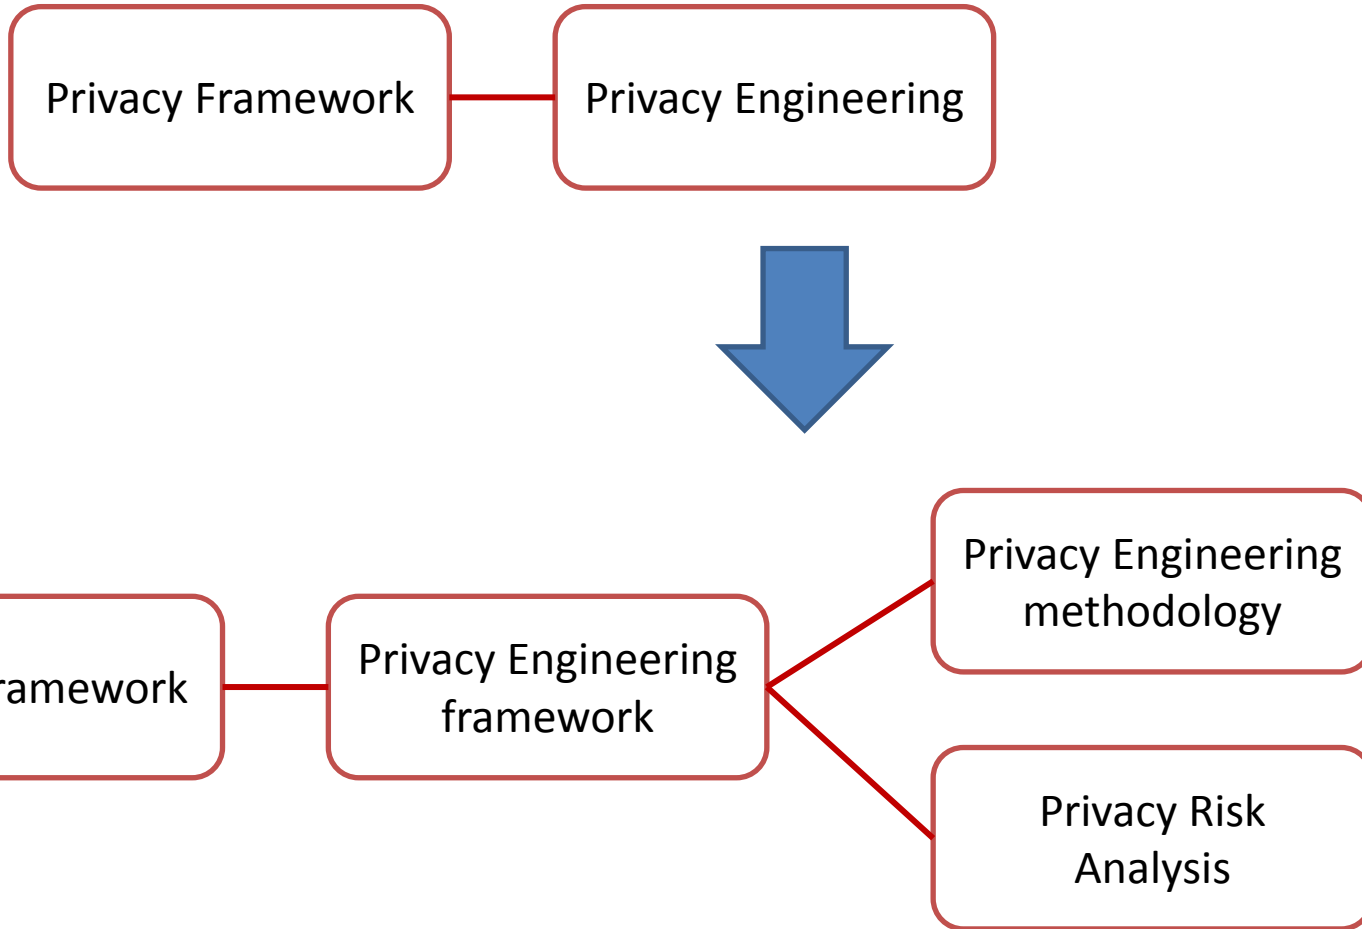 Privacy Framework
Privacy Engineering
Privacy Engineering
methodology
ramework
Privacy Engineering
framework
Privacy Risk
Analysis